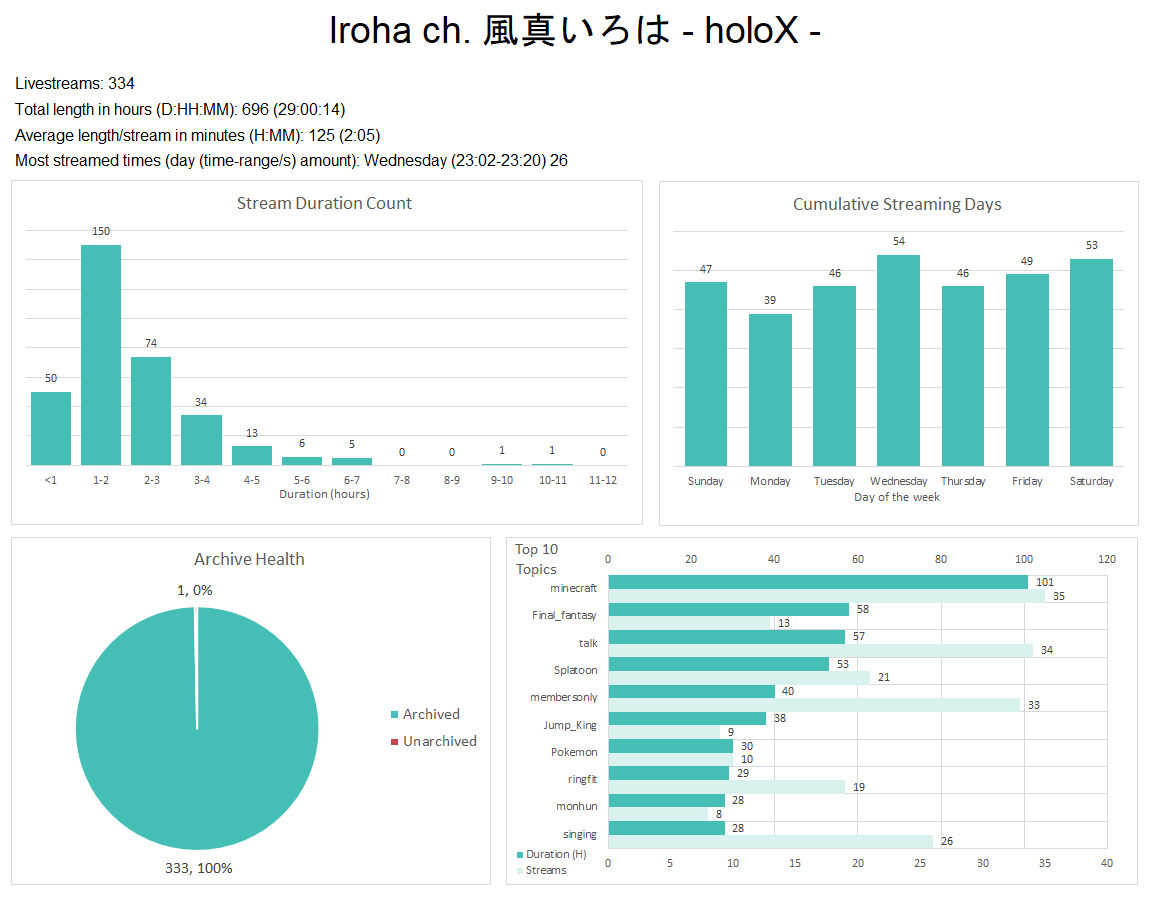 Iroha ch. 風真いろは - holoX -
Livestreams: 334
Total length in hours (D:HH:MM): 696 (29:00:14)
Average length/stream in minutes (H:MM): 125 (2:05)
Most streamed times (day (time-range/s) amount): Wednesday (23:02-23:20) 26
Stream Duration Count
50 150 74 34 13 6 5 0 0 1 1 0
<1 1-2 2-3 3-4 4-5 5-6 6-7 7-8 8-9 9-10 10-11 11-12
Duration (hours)
Cumulative Streaming Days
47 39 46 54 46 49 53
Sunday Monday Tuesday Wednesday Thursday Friday Saturday
Day of the week
Archive Health
1, 0%
Archived
Unarchived
333, 100%
Top 10
Topics
0 20 40 60 80 100 120
minecraft 101
35
Final_fantasy 58
13
talk 57
34
Splatoon 53
21
membersonly 40
33
Jump_King 38
9
Pokemon 30
10
ringfit 29
19
monhun 28
8
singing 28
26
Duration (H)
Streams
0 5 10 15 20 25 30 35 40